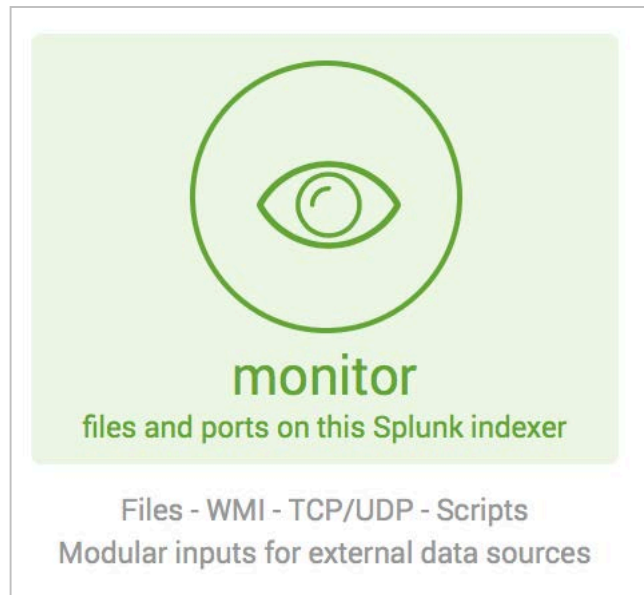 monitor
files and ports on this Splunk indexer
Files - WMI - TCP/UDP - Scripts
Modular inputs for external data sources